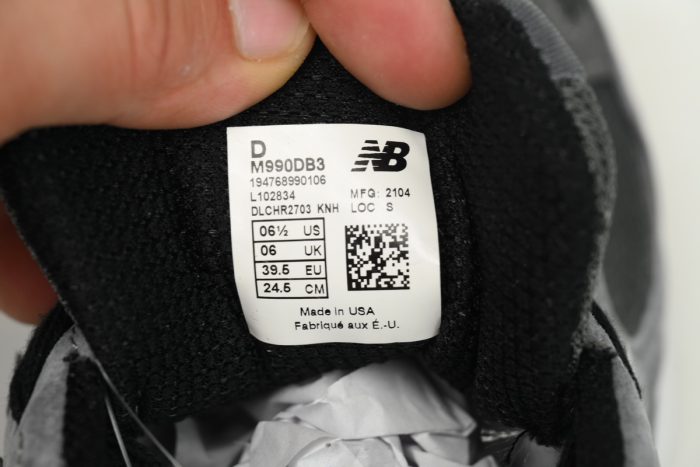 D
M990DB3
NB
194768990106
L102834
MFG: 2104
DLCHR2703 KNH
LOC S
06½ US
06 UK
39.5 EU
24.5 CM
Made in USA
Fabriqué aux É.-U.